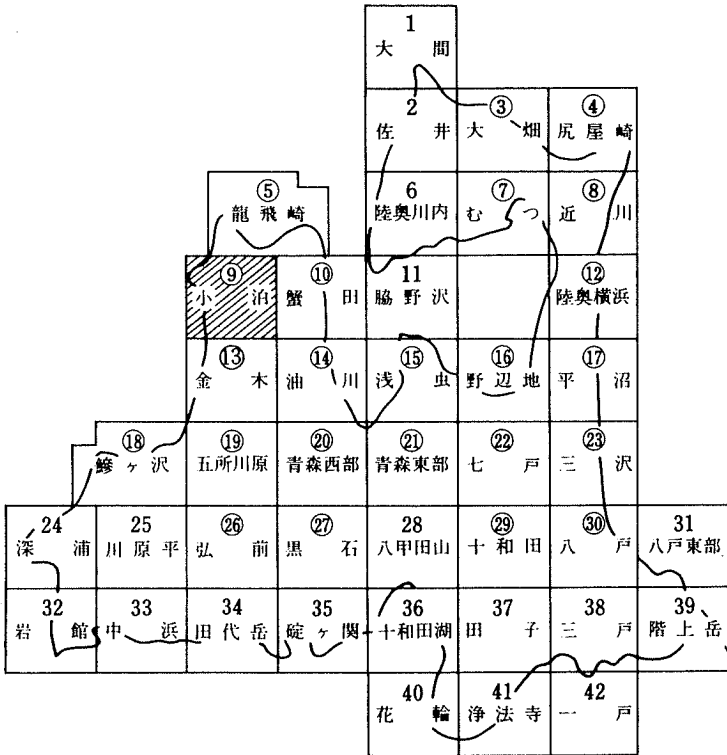 1
大間
2 ③ ④
佐井 大畑 尻屋崎
⑤ 6 ⑦ ⑧
龍飛崎 陸奥川内 むつ 近川
⑨ ⑩ 11 ⑫
小泊 蟹田 脇野沢 陸奥横浜
⑬ ⑭ ⑮ ⑯ ⑰
金木 油川 浅虫 野辺地 平沼
⑱ ⑲ ⑳ ㉑ ㉒ ㉓
鰺ヶ沢 五所川原 青森西部 青森東部 七戸 三沢
24 25 ㉖ ㉗ 28 ㉙ ㉚ 31
深浦 川原平 弘前 黒石 八甲田山 十和田 八戸 八戸東部
32 33 34 35 36 37 38 39
岩館 中浜 田代岳 碇ヶ関 十和田湖 田子 三戸 階上岳
40 41 42
花輪 浄法寺 一戸